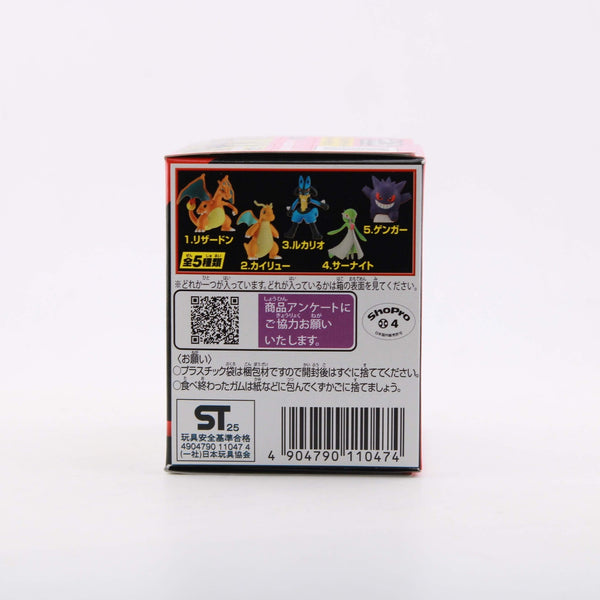 1.リザードン
2.カイリュー
3.ルカリオ
4.サーナイト
5.ゲンガー
全5種類
※どれか一つが入っています。どれが入っているかは箱の表面を見てください。
商品アンケートに
ご協力お願い
いたします。
ShoPro
4
〈お願い〉
○プラスチック袋は梱包材ですので開封後はすぐに捨ててください。
○食べ終わったガムは紙などに包んでくずかごに捨てましょう。
ST 25
玩具安全基準合格
4904790 11047 4
(一社)日本玩具協会
4 904790 110474